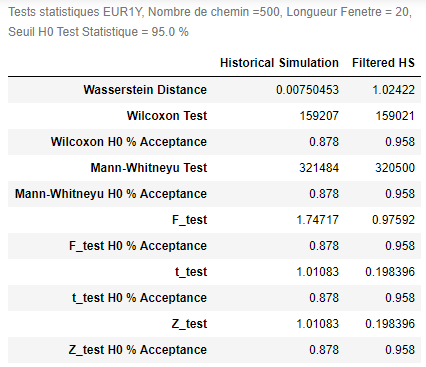 Tests statistiques EUR1Y, Nombre de chemin =500, Longueur Fenetre = 20,
Seuil H0 Test Statistique = 95.0 %
Historical Simulation Filtered HS
Wasserstein Distance 0.00750453 1.02422
Wilcoxon Test 159207 159021
Wilcoxon H0 % Acceptance 0.878 0.958
Mann-Whitneyu Test 321484 320500
Mann-Whitneyu H0 % Acceptance 0.878 0.958
F_test 1.74717 0.97592
F_test H0 % Acceptance 0.878 0.958
t_test 1.01083 0.198396
t_test H0 % Acceptance 0.878 0.958
Z_test 1.01083 0.198396
Z_test H0 % Acceptance 0.878 0.958